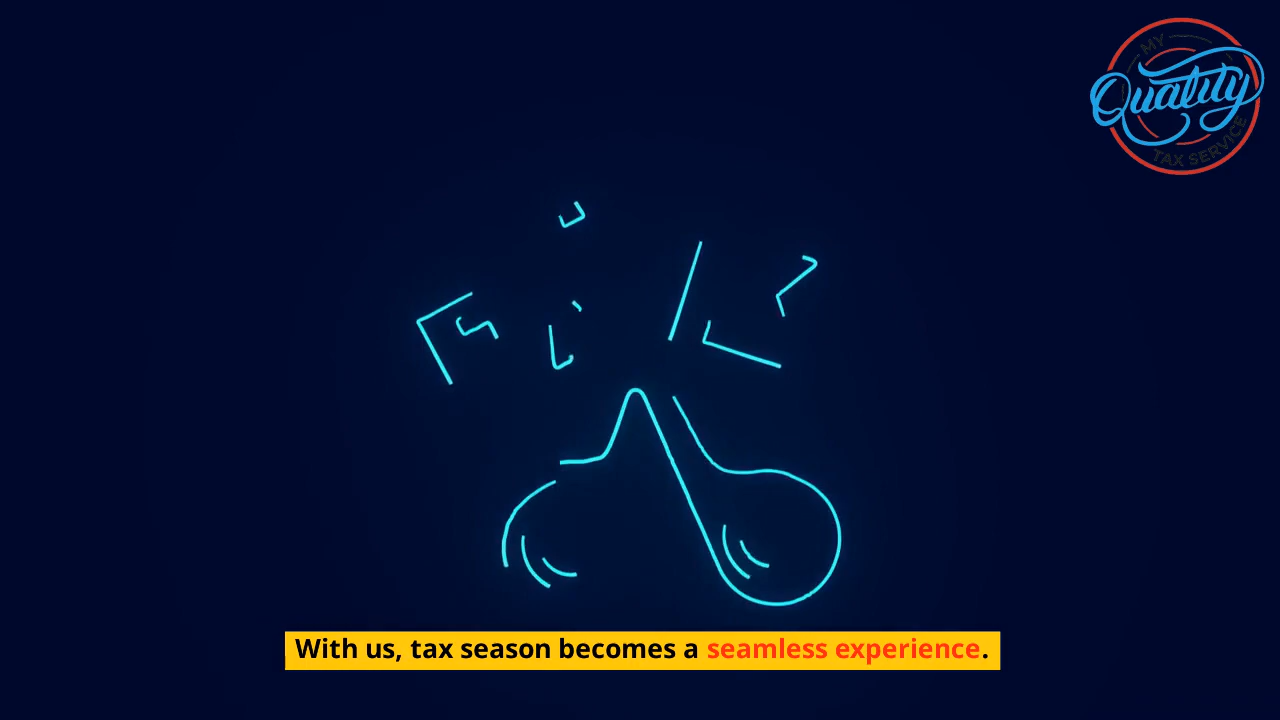 MY
Quality
TAX SERVICE
With us, tax season becomes a seamless experience.